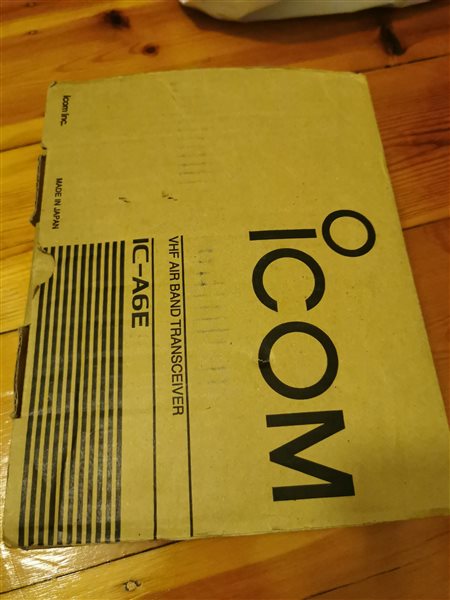 ICOM
VHF AIR BAND TRANSCEIVER
IC-A6E
Icom Inc.
MADE IN JAPAN